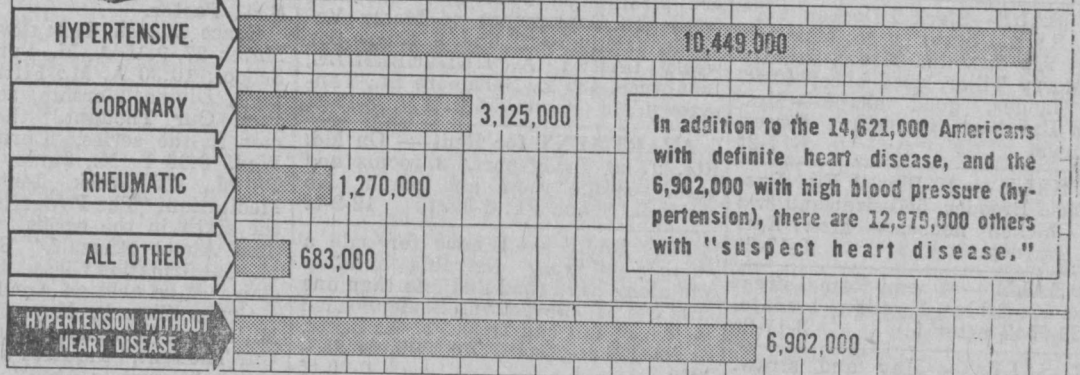 HYPERTENSIVE
10,449,000
CORONARY
3,125,000
RHEUMATIC
1,270,000
ALL OTHER
683,000
HYPERTENSION WITHOUT
HEART DISEASE
6,902,000
In addition to the 14,621,000 Americans
with definite heart disease, and the
6,902,000 with high blood pressure (hy-
pertension), there are 12,979,000 others
with "suspect heart disease."